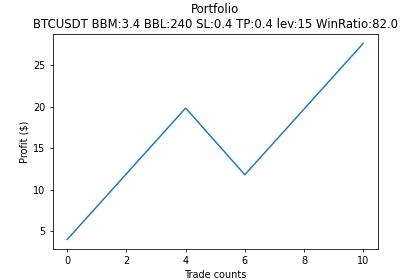 Portfolio
BTCUSDT BBM:3.4 BBL:240 SL:0.4 TP:0.4 lev:15 WinRatio:82.0
Profit ($)
25
20
15
10
5
0 2 4 6 8 10
Trade counts